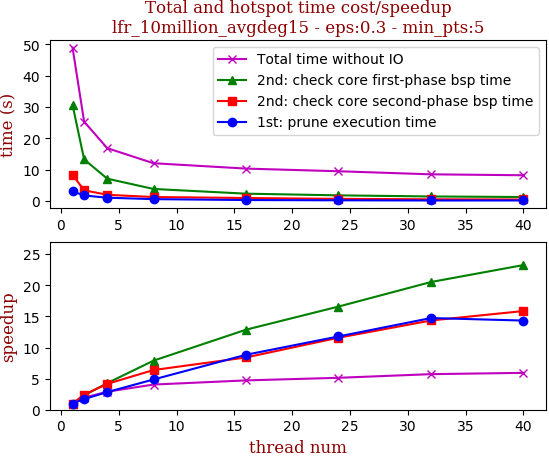 Total and hotspot time cost/speedup
lfr_10million_avgdeg15 - eps:0.3 - min_pts:5
50
40
30
20
10
0
time (s)
Total time without IO
2nd: check core first-phase bsp time
2nd: check core second-phase bsp time
1st: prune execution time
0 5 10 15 20 25 30 35 40
25
20
15
10
5
0
speedup
0 5 10 15 20 25 30 35 40
thread num